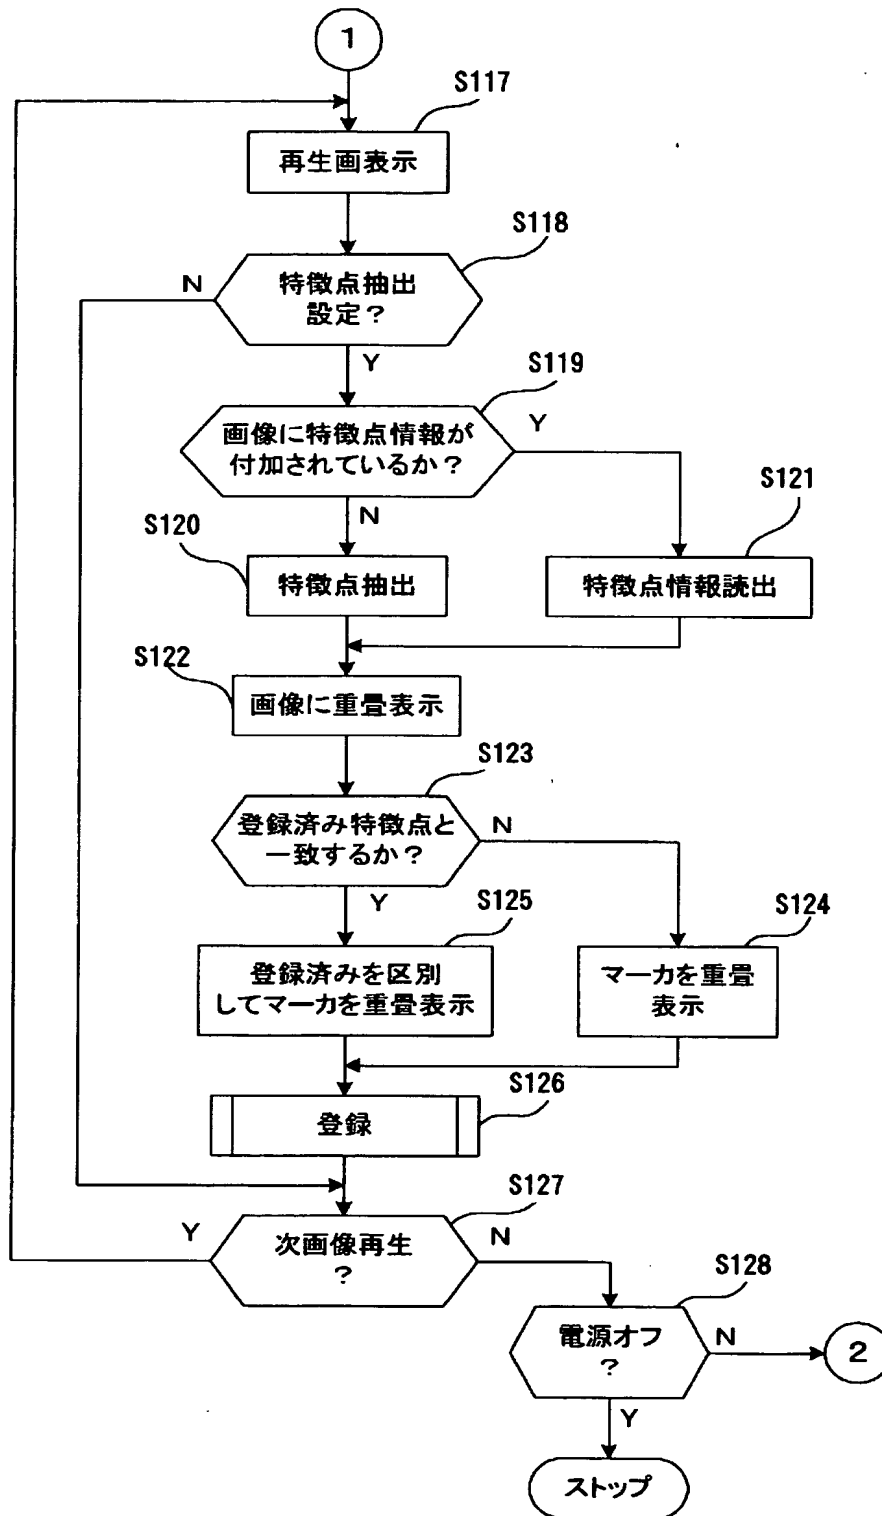 1
S117
再生画表示
S118
特徴点抽出
設定？
N
Y
S119
画像に特徴点情報が
付加されているか？
Y
N
S120
特徴点抽出
S121
特徴点情報読出
S122
画像に重畳表示
S123
登録済み特徴点と
一致するか？
N
Y
S125
登録済みを区別
してマーカを重畳表示
S124
マーカを重畳
表示
S126
登録
S127
次画像再生
？
Y
N
S128
電源オフ
？
N
2
Y
ストップ